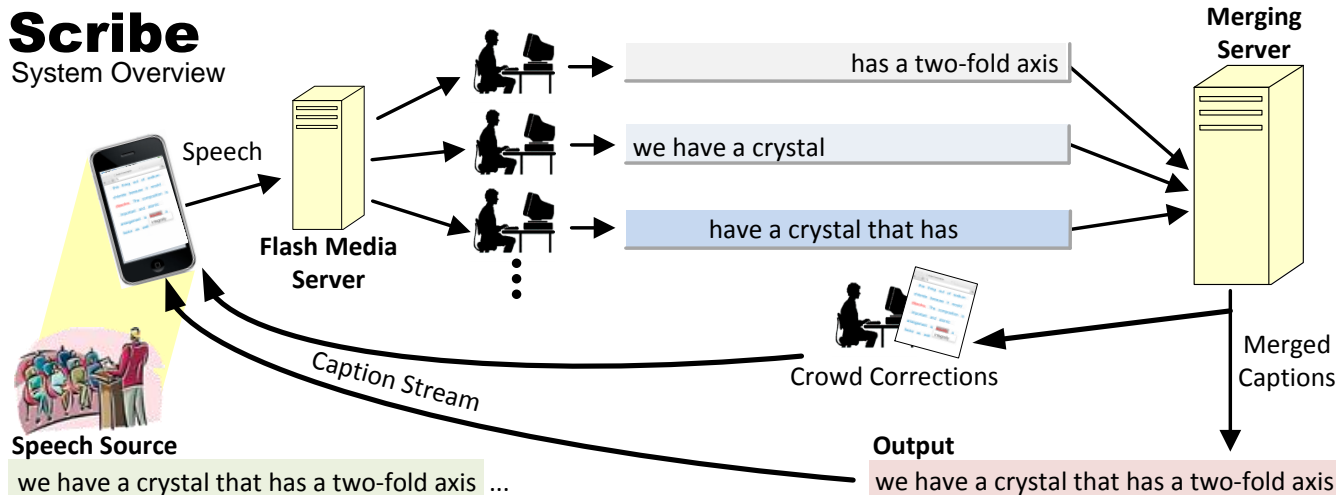 Scribe
System Overview
Speech
Flash Media
Server
has a two-fold axis
we have a crystal
have a crystal that has
Merging
Server
Crowd Corrections
Merged
Captions
Caption Stream
Speech Source
we have a crystal that has a two-fold axis ...
Output
we have a crystal that has a two-fold axis